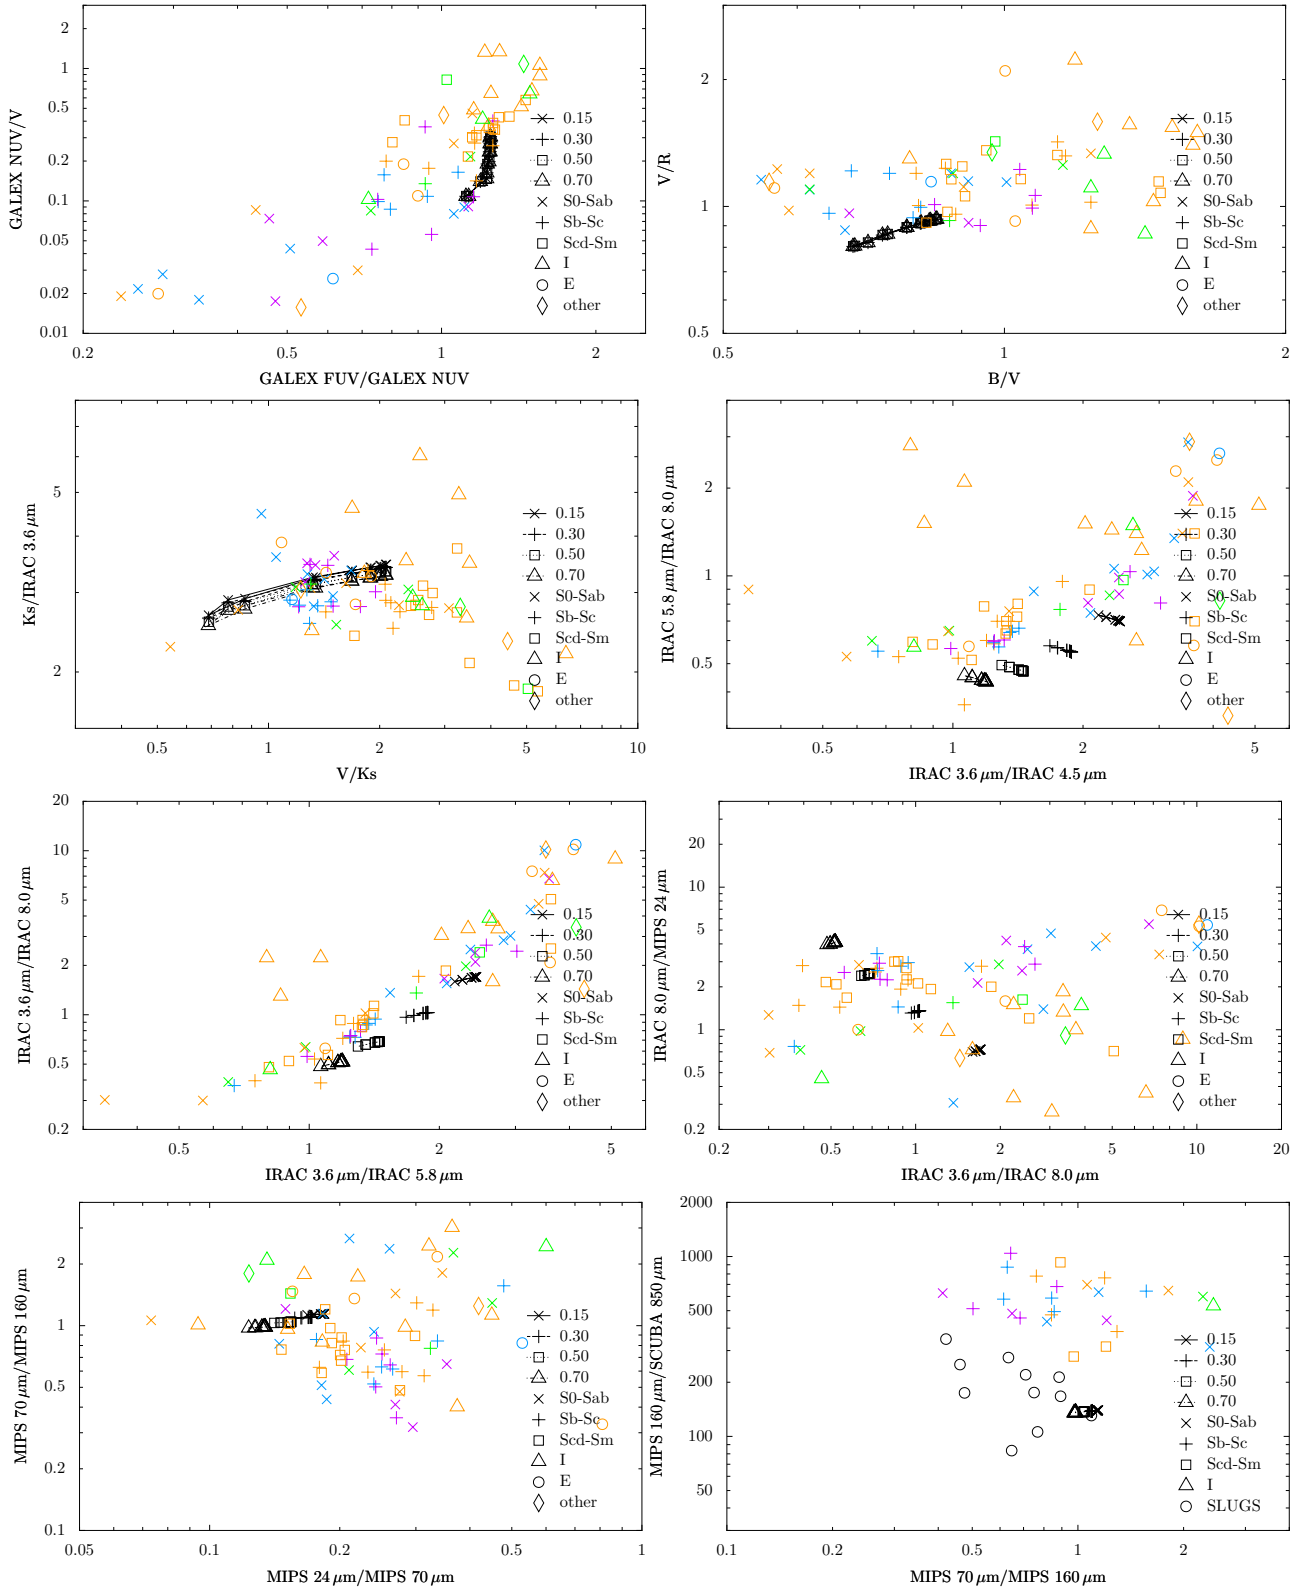 2
1
0.5
0.2
0.1
0.05
0.02
0.01
GALEX NUV/V
0.2 0.5 1 2
GALEX FUV/GALEX NUV
0.15
0.30
0.50
0.70
S0-Sab
Sb-Sc
Scd-Sm
I
E
other
2
1
0.5
V/R
0.5 1 2
B/V
0.15
0.30
0.50
0.70
S0-Sab
Sb-Sc
Scd-Sm
I
E
other
5
2
Ks/IRAC 3.6 μm
0.5 1 2 5 10
V/Ks
0.15
0.30
0.50
0.70
S0-Sab
Sb-Sc
Scd-Sm
I
E
other
2
1
0.5
IRAC 5.8 μm/IRAC 8.0 μm
0.5 1 2 5
IRAC 3.6 μm/IRAC 4.5 μm
0.15
0.30
0.50
0.70
S0-Sab
Sb-Sc
Scd-Sm
I
E
other
20
10
5
2
1
0.5
0.2
IRAC 3.6 μm/IRAC 8.0 μm
0.5 1 2 5
IRAC 3.6 μm/IRAC 5.8 μm
0.15
0.30
0.50
0.70
S0-Sab
Sb-Sc
Scd-Sm
I
E
other
20
10
5
2
1
0.5
0.2
IRAC 8.0 μm/MIPS 24 μm
0.2 0.5 1 2 5 10 20
IRAC 3.6 μm/IRAC 8.0 μm
0.15
0.30
0.50
0.70
S0-Sab
Sb-Sc
Scd-Sm
I
E
other
2
1
0.5
0.2
0.1
MIPS 70 μm/MIPS 160 μm
0.05 0.1 0.2 0.5 1
MIPS 24 μm/MIPS 70 μm
0.15
0.30
0.50
0.70
S0-Sab
Sb-Sc
Scd-Sm
I
E
other
2000
1000
500
200
100
50
MIPS 160 μm/SCUBA 850 μm
0.2 0.5 1 2
MIPS 70 μm/MIPS 160 μm
0.15
0.30
0.50
0.70
S0-Sab
Sb-Sc
Scd-Sm
I
SLUGS